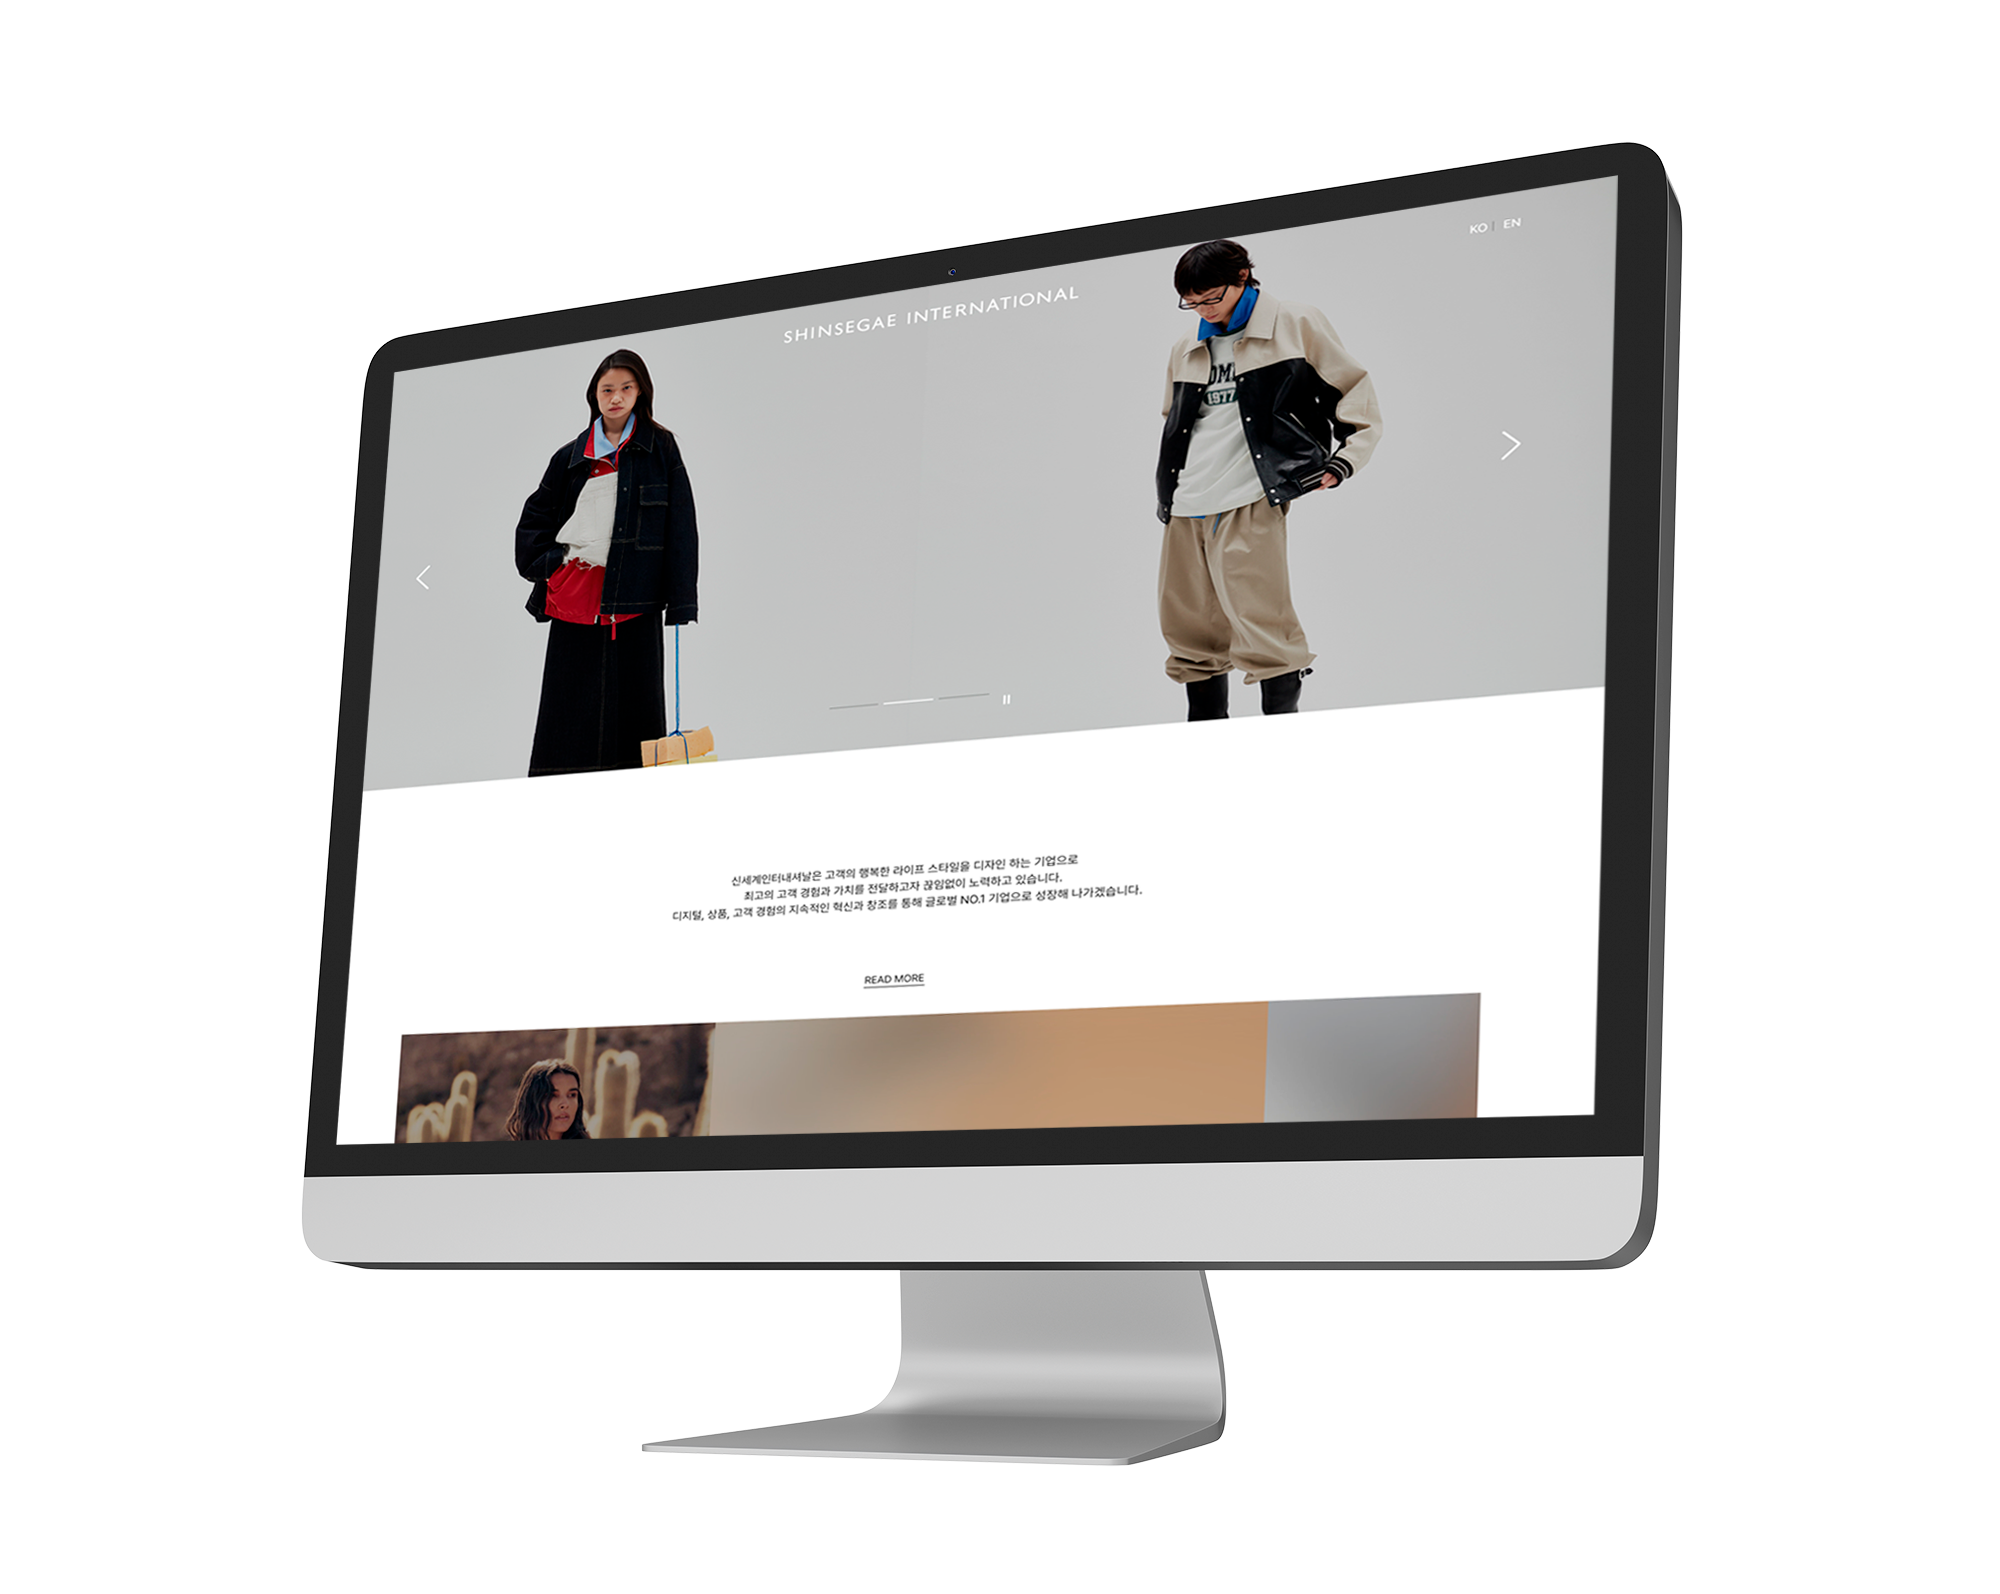 KO | EN
SHINSEGAE INTERNATIONAL
1977
신세계인터내셔날은 고객의 행복한 라이프 스타일을 디자인 하는 기업으로
최고의 고객 경험과 가치를 전달하고자 끊임없이 노력하고 있습니다.
디지털, 상품, 고객 경험의 지속적인 혁신과 창조를 통해 글로벌 NO.1 기업으로 성장해 나가겠습니다.
READ MORE